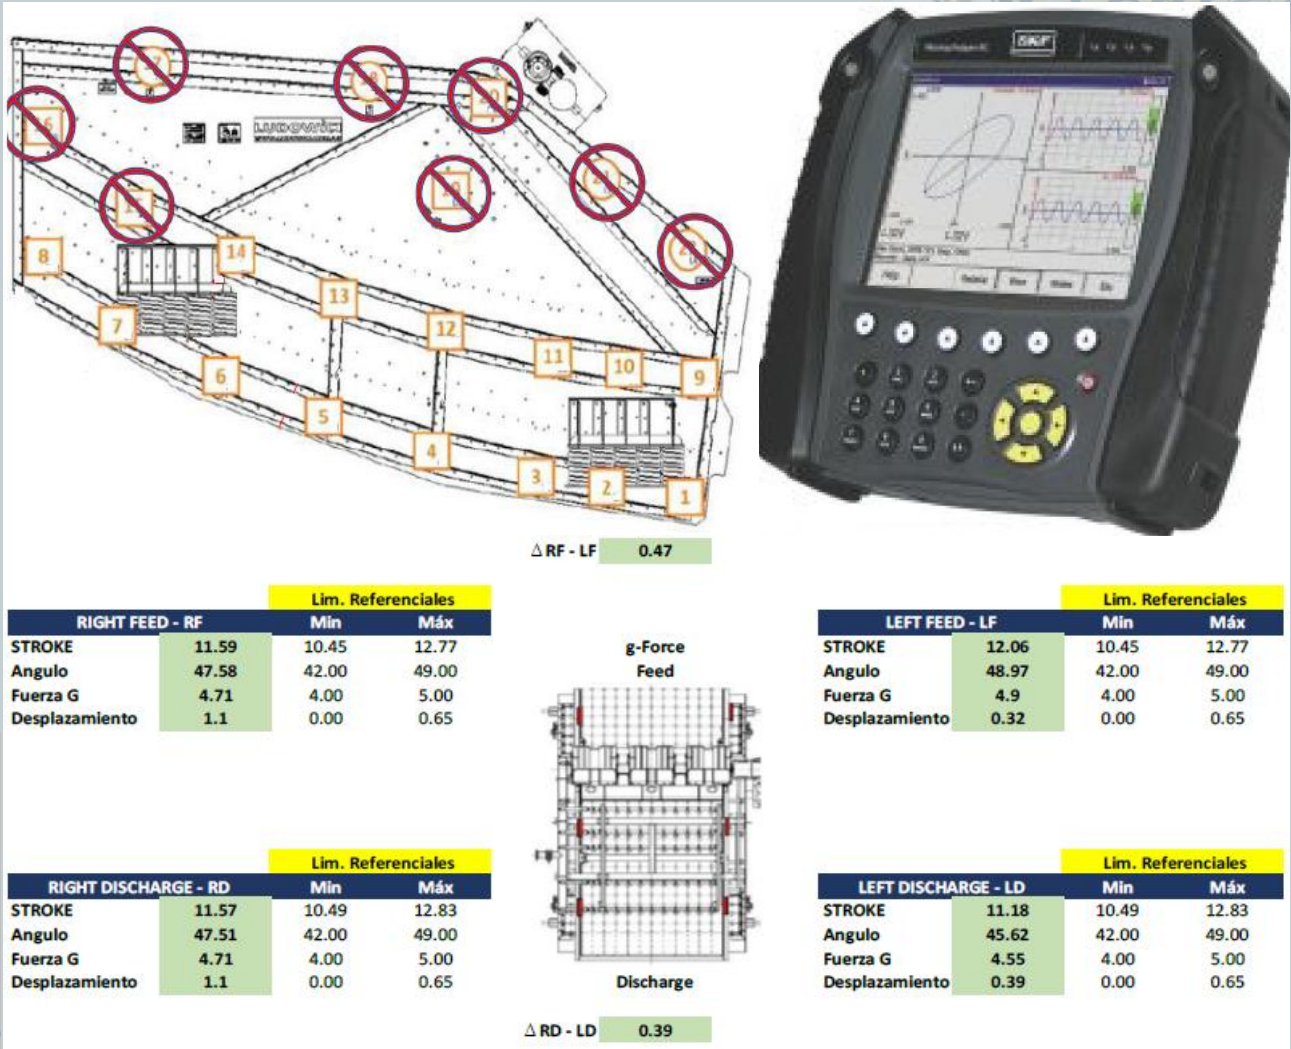 LUDOWICI
8
14
7
13
6
12
5
11
10
9
4
3
2
1
SKF
Δ RF - LF 0.47
Lim. Referenciales
RIGHT FEED - RF Min Máx
STROKE 11.59 10.45 12.77
Angulo 47.58 42.00 49.00
Fuerza G 4.71 4.00 5.00
Desplazamiento 1.1 0.00 0.65
g-Force
Feed
Lim. Referenciales
LEFT FEED - LF Min Máx
STROKE 12.06 10.45 12.77
Angulo 48.97 42.00 49.00
Fuerza G 4.9 4.00 5.00
Desplazamiento 0.32 0.00 0.65
Lim. Referenciales
RIGHT DISCHARGE - RD Min Máx
STROKE 11.57 10.49 12.83
Angulo 47.51 42.00 49.00
Fuerza G 4.71 4.00 5.00
Desplazamiento 1.1 0.00 0.65
Discharge
Lim. Referenciales
LEFT DISCHARGE - LD Min Máx
STROKE 11.18 10.49 12.83
Angulo 45.62 42.00 49.00
Fuerza G 4.55 4.00 5.00
Desplazamiento 0.39 0.00 0.65
Δ RD - LD 0.39